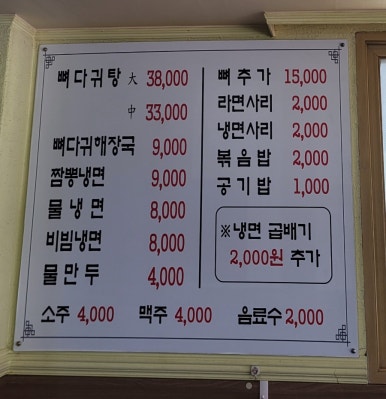 뼈다귀탕 大 38,000
中 33,000
뼈다귀해장국 9,000
짬뽕냉면 9,000
물냉면 8,000
비빔냉면 8,000
물만두 4,000
뼈추가 15,000
라면사리 2,000
냉면사리 2,000
볶음밥 2,000
공기밥 1,000
※냉면 곱배기
2,000원 추가
소주 4,000 맥주 4,000 음료수 2,000